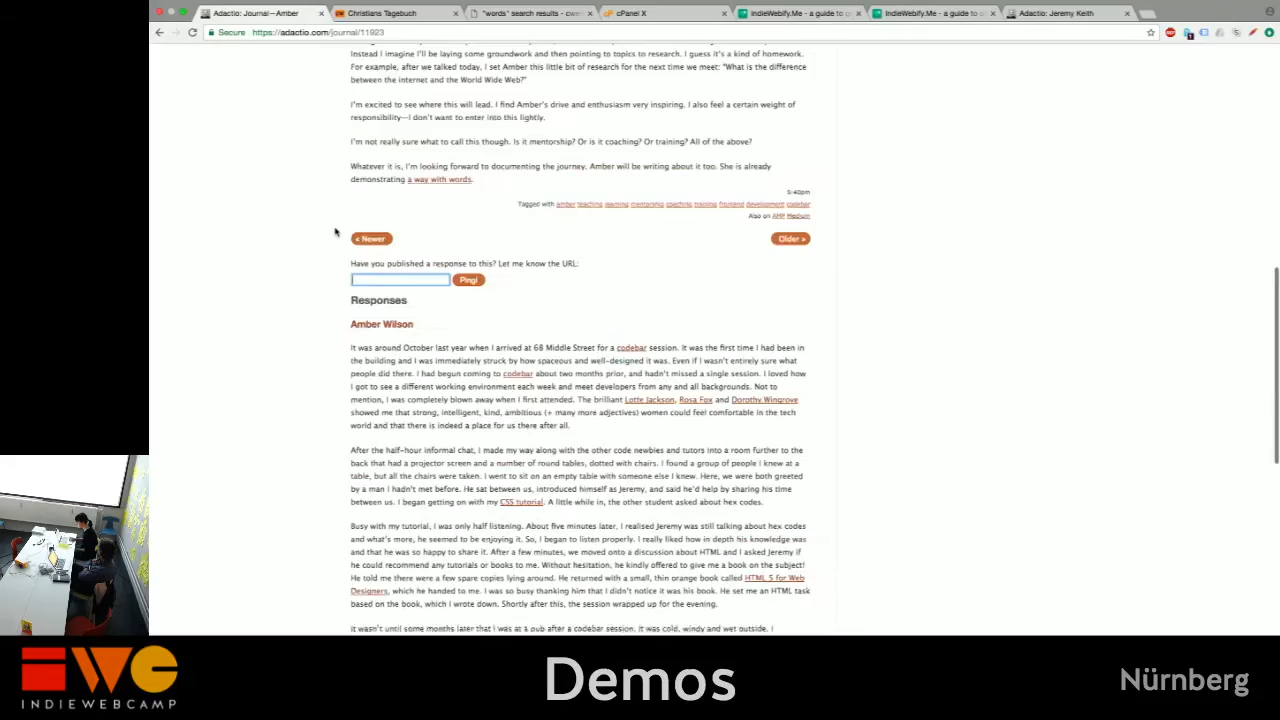 Adactio: Journal—Amber
Christians Tagebuch
"words" search results - cwe
cPanel X
IndieWebify.Me - a guide to g
IndieWebify.Me - a guide to g
Adactio: Jeremy Keith
Secure
https://adactio.com/journal/11923
Instead I imagine I'll be laying some groundwork and then pointing to topics to research. I guess it's a kind of homework.
For example, after we talked today, I set Amber this little bit of research for the next time we meet: "What is the difference
between the internet and the World Wide Web?"
I'm excited to see where this will lead. I find Amber's drive and enthusiasm very inspiring. I also feel a certain weight of
responsibility—I don't want to enter into this lightly.
I'm not really sure what to call this though. Is it mentorship? Or is it coaching? Or training? All of the above?
Whatever it is, I'm looking forward to documenting the journey. Amber will be writing about it too. She is already
demonstrating a way with words.
5:40pm
Tagged with amber teaching learning mentorship coaching training frontend development codebar
Also on AMP Medium
< Newer
Older >
Have you published a response to this? Let me know the URL:
Ping!
Responses
Amber Wilson
It was around October last year when I arrived at 68 Middle Street for a codebar session. It was the first time I had been in
the building and I was immediately struck by how spaceous and well-designed it was. Even if I wasn't entirely sure what
people did there. I had begun coming to codebar about two months prior, and hadn't missed a single session. I loved how
I got to see a different working environment each week and meet developers from any and all backgrounds. Not to
mention, I was completely blown away when I first attended. The brilliant Lotte Jackson, Rosa Fox and Dorothy Wingrove
showed me that strong, intelligent, kind, ambitious (+ many more adjectives) women could feel comfortable in the tech
world and that there is indeed a place for us there after all.
After the half-hour informal chat, I made my way along with the other code newbies and tutors into a room further to the
back that had a projector screen and a number of round tables, dotted with chairs. I found a group of people I knew at a
table, but all the chairs were taken. I went to sit on an empty table with someone else I knew. Here, we were both greeted
by a man I hadn't met before. He sat between us, introduced himself as Jeremy, and said he'd help by sharing his time
between us. I began getting on with my CSS tutorial. A little while in, the other student asked about hex codes.
Busy with my tutorial, I was only half listening. About five minutes later, I realised Jeremy was still talking about hex codes
and what's more, he seemed to be enjoying it. So, I began to listen properly. I really liked how in depth his knowledge was
and that he was so happy to share it. After a few minutes, we moved onto a discussion about HTML and I asked Jeremy if
he could recommend any tutorials or books to me. Without hesitation, he kindly offered to give me a book on the subject!
He told me there were a few spare copies lying around. He returned with a small, thin orange book called HTML 5 for Web
Designers, which he handed to me. I was so busy thanking him that I didn't notice it was his book. He set me an HTML task
based on the book, which I wrote down. Shortly after this, the session wrapped up for the evening.
It wasn't until some months later that I was at a pub after a codebar session. It was cold, windy and wet outside. I
IWC
INDIEWEBCAMP
Demos
Nürnberg